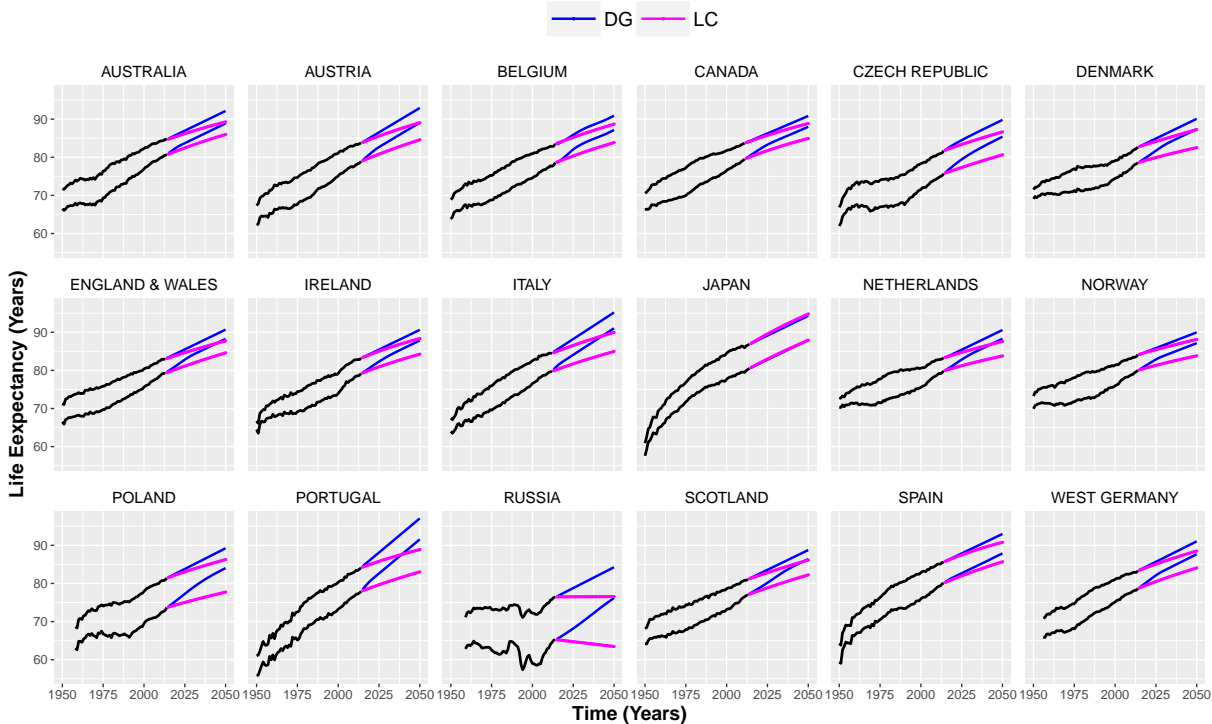 DG LC
AUSTRALIA AUSTRIA BELGIUM CANADA CZECH REPUBLIC DENMARK
90
80
70
60
ENGLAND & WALES IRELAND ITALY JAPAN NETHERLANDS NORWAY
90
80
70
60
POLAND PORTUGAL RUSSIA SCOTLAND SPAIN WEST GERMANY
90
80
70
60
1950 1975 2000 2025 2050 1950 1975 2000 2025 2050 1950 1975 2000 2025 2050 1950 1975 2000 2025 2050 1950 1975 2000 2025 2050 1950 1975 2000 2025 2050
Time (Years)
Life Eexpectancy (Years)